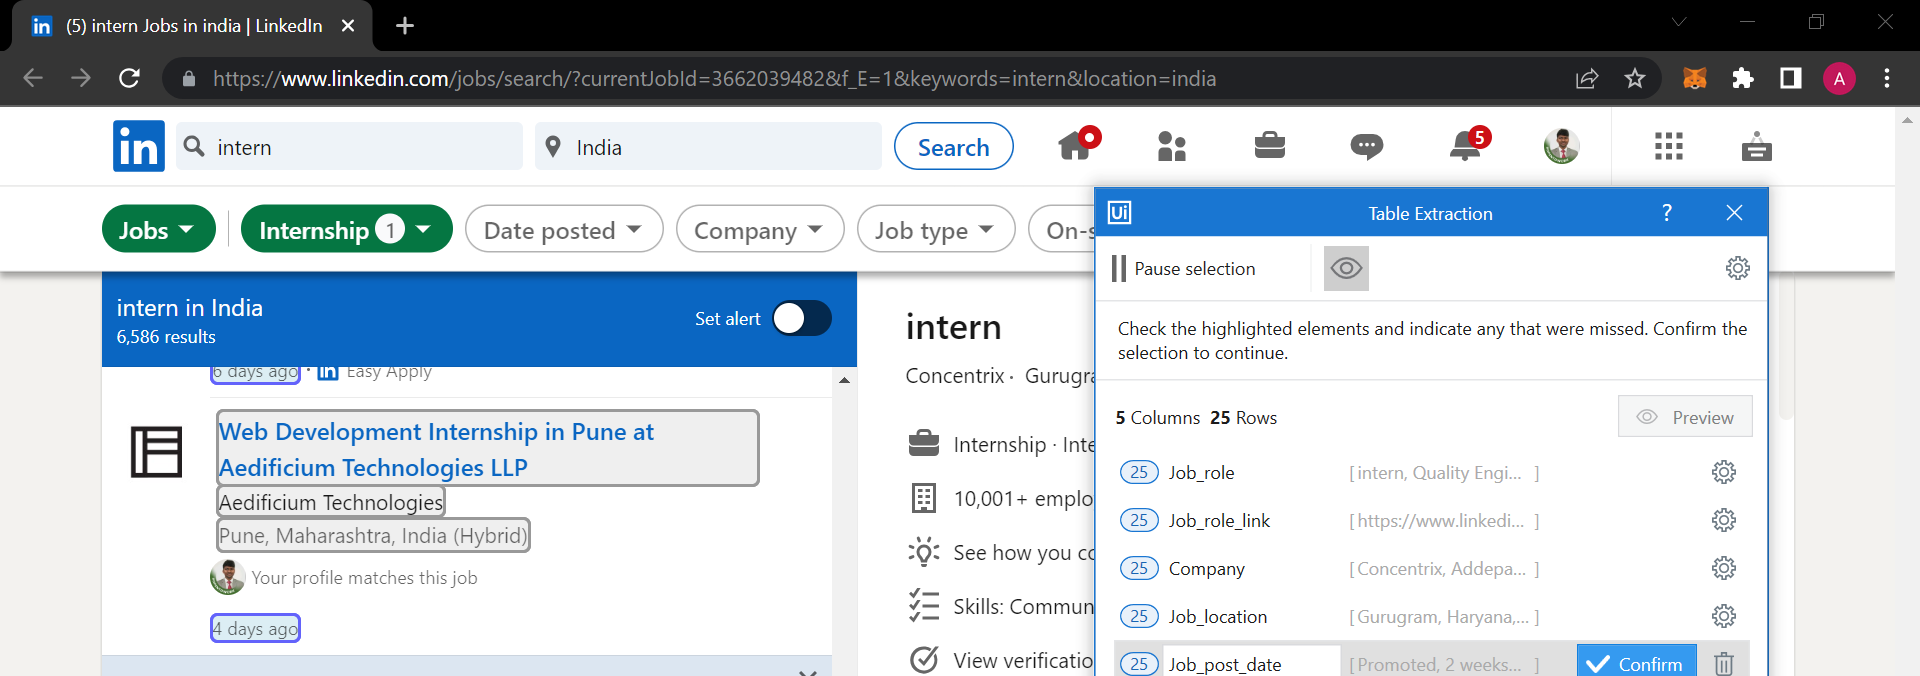 in (5) intern Jobs in india | LinkedIn
https://www.linkedin.com/jobs/search/?currentJobId=3662039482&f_E=1&keywords=intern&location=india
A
in intern India Search 5
Jobs Internship 1 Date posted Company Job type On-s
Ui Table Extraction ?
Pause selection
Check the highlighted elements and indicate any that were missed. Confirm the
selection to continue.
5 Columns 25 Rows Preview
25 Job_role [ intern, Quality Engi... ]
25 Job_role_link [ https://www.linkedi... ]
25 Company [ Concentrix, Addepa... ]
25 Job_location [ Gurugram, Haryana,... ]
25 Job_post_date [ Promoted, 2 weeks... ] Confirm
intern in India
6,586 results
Set alert
6 days ago · in Easy Apply
Web Development Internship in Pune at
Aedificium Technologies LLP
Aedificium Technologies
Pune, Maharashtra, India (Hybrid)
Your profile matches this job
4 days ago
intern
Concentrix · Gurugra
Internship · Inte
10,001+ emplo
See how you co
Skills: Commun
View verificatio